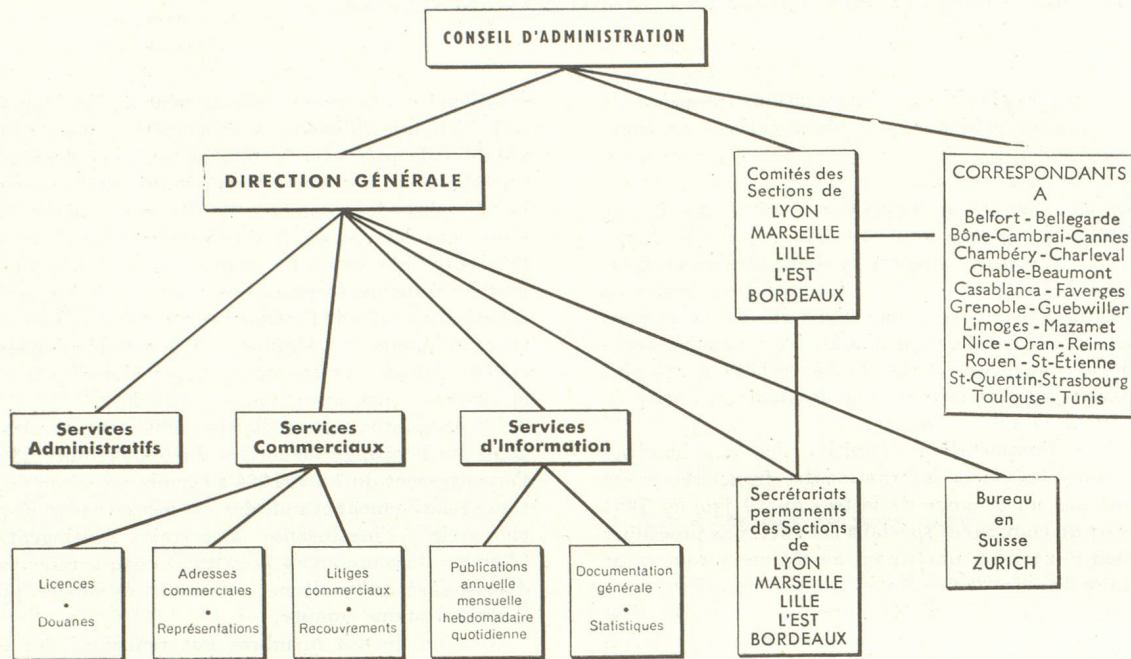 CONSEIL D'ADMINISTRATION
DIRECTION GÉNÉRALE
Comités des
Sections de
LYON
MARSEILLE
LILLE
L'EST
BORDEAUX
CORRESPONDANTS
A
Belfort - Bellegarde
Bône-Cambrai-Cannes
Chambéry - Charleval
Chable-Beaumont
Casablanca - Faverges
Grenoble - Guebwiller
Limoges - Mazamet
Nice - Oran - Reims
Rouen - St-Étienne
St-Quentin-Strasbourg
Toulouse - Tunis
Services
Administratifs
Services
Commerciaux
Services
d'Information
Licences
•
Douanes
Adresses
commerciales
•
Représentations
Litiges
commerciaux
•
Recouvrements
Publications
annuelle
mensuelle
hebdomadaire
quotidienne
Documentation
générale
•
Statistiques
Secrétariats
permanents
des Sections
de
LYON
MARSEILLE
LILLE
L'EST
BORDEAUX
Bureau
en
Suisse
ZURICH